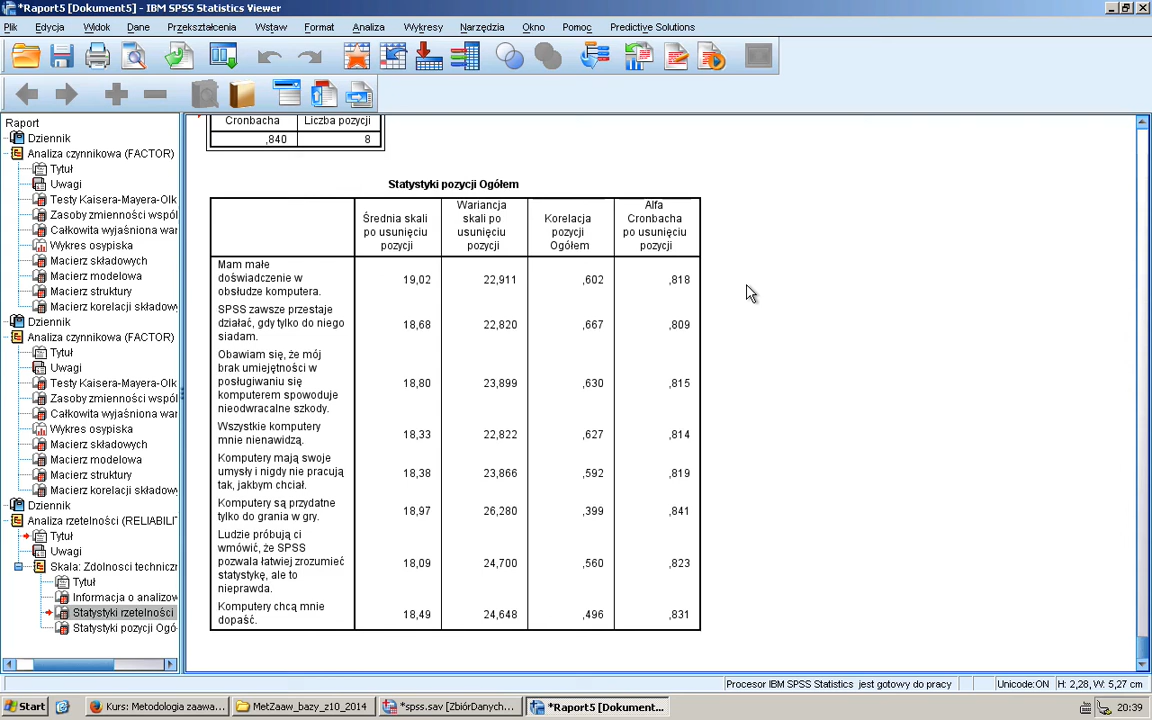 *Raport5 [Dokument5] - IBM SPSS Statistics Viewer
Plik Edycja Widok Dane Przekształcenia Wstaw Format Analiza Wykresy Narzędzia Okno Pomoc Predictive Solutions
Raport
Dziennik
Analiza czynnikowa (FACTOR)
Tytuł
Uwagi
Testy Kaisera-Mayera-Olk
Zasoby zmienności wspól
Całkowita wyjaśniona war
Wykres osypiska
Macierz składowych
Macierz modelowa
Macierz struktury
Macierz korelacji składow
Dziennik
Analiza czynnikowa (FACTOR)
Tytuł
Uwagi
Testy Kaisera-Mayera-Olk
Zasoby zmienności wspól
Całkowita wyjaśniona war
Wykres osypiska
Macierz składowych
Macierz modelowa
Macierz struktury
Macierz korelacji składow
Dziennik
Analiza rzetelności (RELIABILI
Tytuł
Uwagi
Skala: Zdolnosci techniczn
Tytuł
Informacja o analizow
Statystyki rzetelności
Statystyki pozycji Ogó
Cronbacha Liczba pozycji
,840 8
Statystyki pozycji Ogółem
Średnia skali
po usunięciu
pozycji
Wariancja
skali po
usunięciu
pozycji
Korelacja
pozycji
Ogółem
Alfa
Cronbacha
po usunięciu
pozycji
Mam małe
doświadczenie w
obsłudze komputera.
19,02 22,911 ,602 ,818
SPSS zawsze przestaje
działać, gdy tylko do niego
siadam.
18,68 22,820 ,667 ,809
Obawiam się, że mój
brak umiejętności w
posługiwaniu się
komputerem spowoduje
nieodwracalne szkody.
18,80 23,899 ,630 ,815
Wszystkie komputery
mnie nienawidzą.
18,33 22,822 ,627 ,814
Komputery mają swoje
umysły i nigdy nie pracują
tak, jakbym chciał.
18,38 23,866 ,592 ,819
Komputery są przydatne
tylko do grania w gry.
18,97 26,280 ,399 ,841
Ludzie próbują ci
wmówić, że SPSS
pozwala łatwiej zrozumieć
statystykę, ale to
nieprawda.
18,09 24,700 ,560 ,823
Komputery chcą mnie
dopaść.
18,49 24,648 ,496 ,831
Procesor IBM SPSS Statistics jest gotowy do pracy Unicode:ON H: 2,28, W: 5,27 cm
Start Kurs: Metodologia zaawa... MetZaaw_bazy_z10_2014 *spss.sav [ZbiórDanych... *Raport5 [Dokument... 20:39